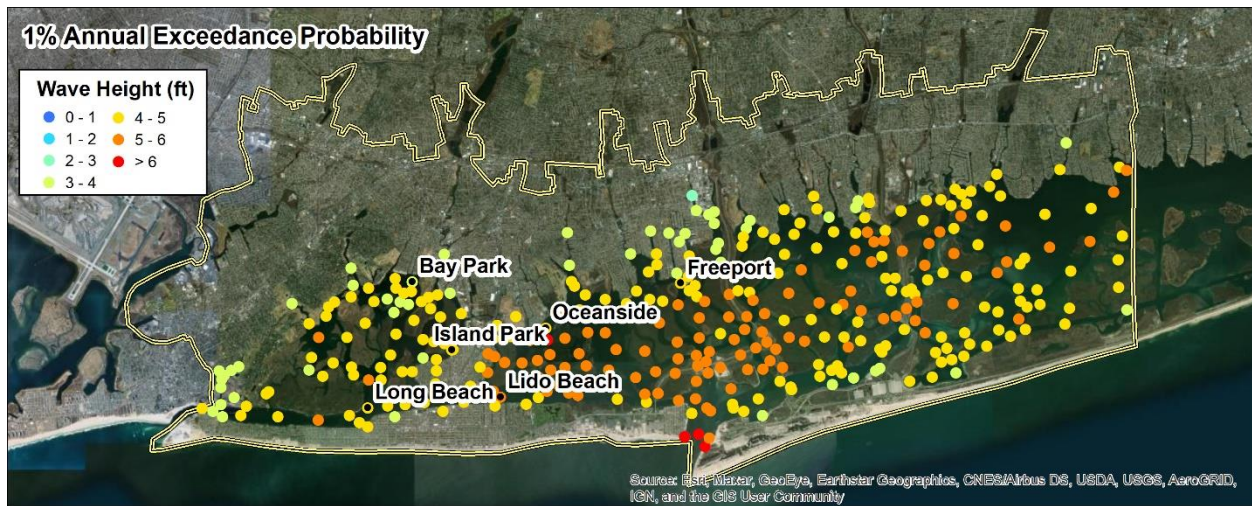 1% Annual Exceedance Probability
Wave Height (ft)
0 - 1
1 - 2
2 - 3
3 - 4
4 - 5
5 - 6
> 6
Bay Park
Freeport
Oceanside
Island Park
Lido Beach
Long Beach
Source: Esri, Maxar, GeoEye, Earthstar Geographics, CNES/Airbus DS, USDA, USGS, AeroGRID,
IGN, and the GIS User Community